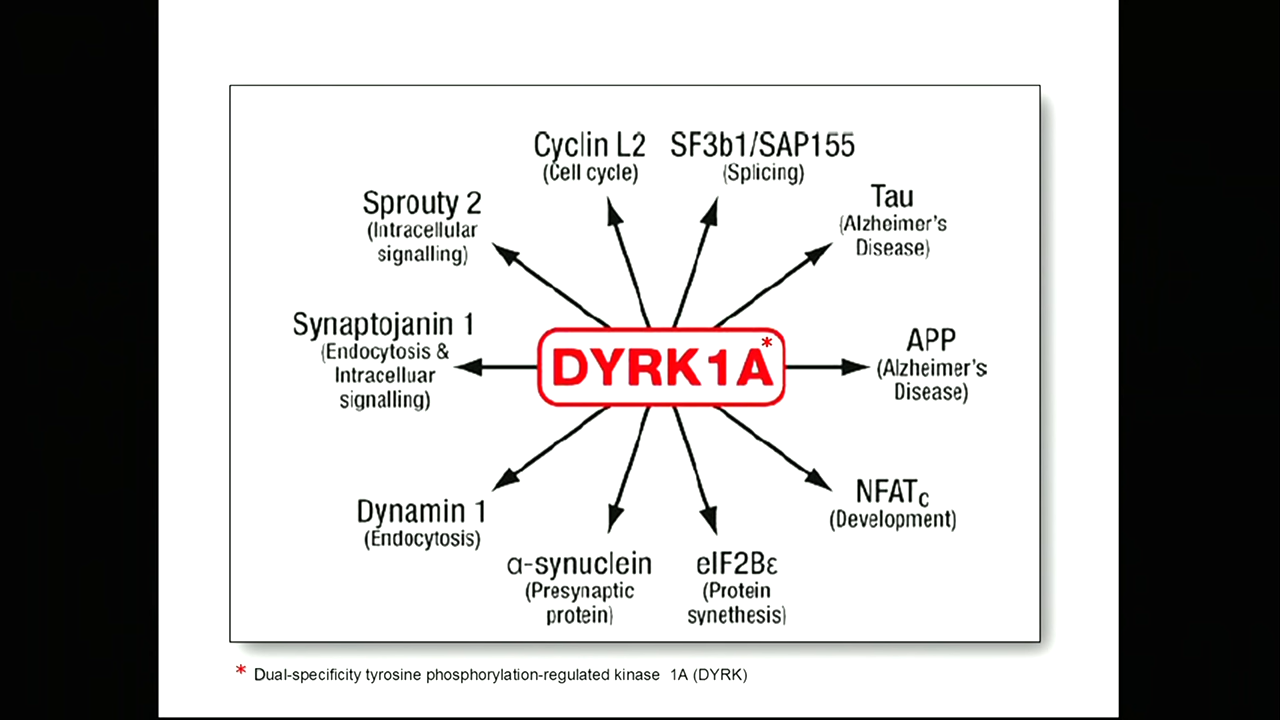 Cyclin L2
(Cell cycle)
SF3b1/SAP155
(Splicing)
Sprouty 2
(Intracellular
signalling)
Tau
(Alzheimer's
Disease)
Synaptojanin 1
(Endocytosis &
Intracelluar
signalling)
DYRK1A*
APP
(Alzheimer's
Disease)
Dynamin 1
(Endocytosis)
NFATc
(Development)
α-synuclein
(Presynaptic
protein)
eIF2Bε
(Protein
synethesis)
* Dual-specificity tyrosine phosphorylation-regulated kinase 1A (DYRK)